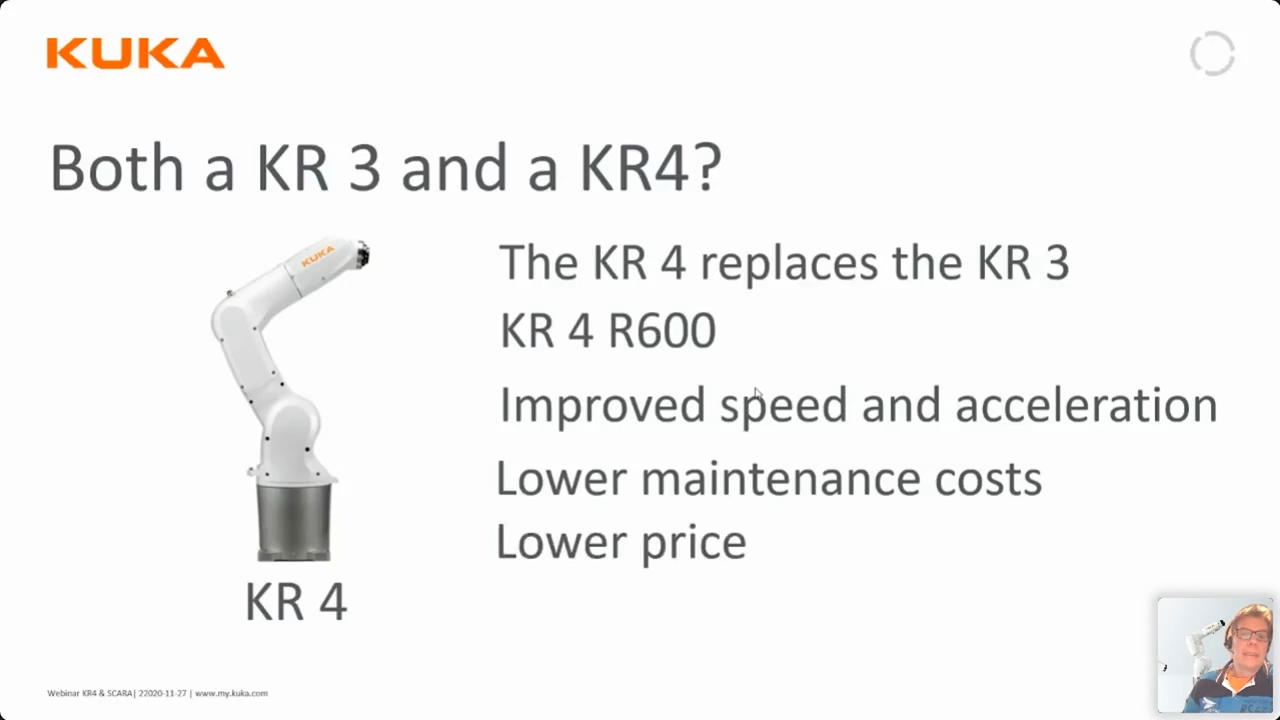 KUKA
Both a KR 3 and a KR4?
KUKA
The KR 4 replaces the KR 3
KR 4 R600
Improved speed and acceleration
Lower maintenance costs
Lower price
KR 4
Webinar KR4 & SCARA| 22020-11-27 | www.my.kuka.com